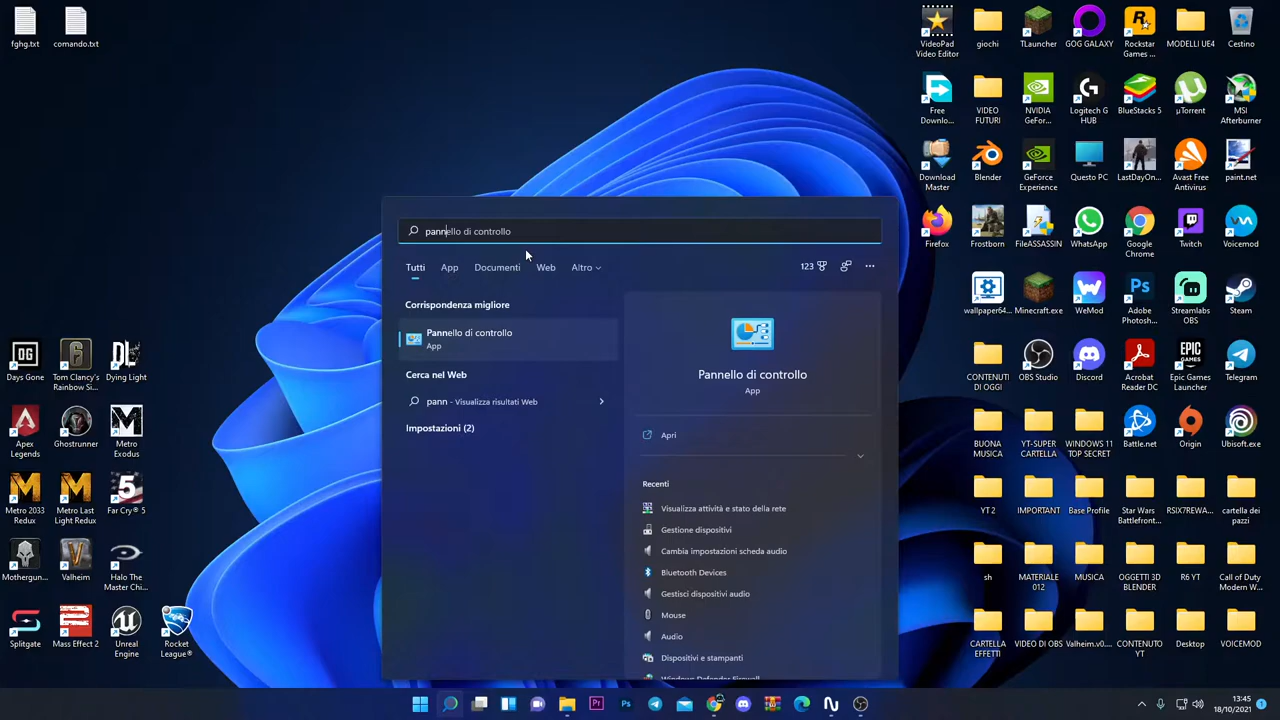 fghg.txt
comando.txt
VideoPad
Video Editor
giochi
TLauncher
GOG GALAXY
Rockstar
Games ...
MODELLI UE4
Cestino
Free
Downlo...
VIDEO
FUTURI
NVIDIA
GeFor...
Logitech G
HUB
BlueStacks 5
µTorrent
MSI
Afterburner
Download
Master
Blender
GeForce
Experience
Questo PC
LastDayOn...
Avast Free
Antivirus
paint.net
Firefox
Frostborn
FileASSASSIN
WhatsApp
Google
Chrome
Twitch
Voicemod
wallpaper64...
Minecraft.exe
WeMod
Adobe
Photosh...
Streamlabs
OBS
Steam
CONTENUTI
DI OGGI
OBS Studio
Discord
Acrobat
Reader DC
Epic Games
Launcher
Telegram
BUONA
MUSICA
YT-SUPER
CARTELLA
WINDOWS 11
TOP SECRET
Battle.net
Origin
Ubisoft.exe
YT 2
IMPORTANT
Base Profile
Star Wars
Battlefront...
RSIX7REWA...
cartella dei
pazzi
sh
MATERIALE
012
MUSICA
OGGETTI 3D
BLENDER
R6 YT
Call of Duty
Modern W...
CARTELLA
EFFETTI
VIDEO DI OBS
Valheim.v0....
CONTENUTO
YT
Desktop
VOICEMOD
Days Gone
Tom Clancy's
Rainbow Si...
Dying Light
Apex
Legends
Ghostrunner
Metro
Exodus
Metro 2033
Redux
Metro Last
Light Redux
Far Cry® 5
Mothergun...
Valheim
Halo The
Master Chi...
Splitgate
Mass Effect 2
Unreal
Engine
Rocket
League®
pannello di controllo
Tutti
App
Documenti
Web
Altro
123
Corrispondenza migliore
Pannello di controllo
App
Cerca nel Web
pann - Visualizza risultati Web
Impostazioni (2)
Pannello di controllo
App
Apri
Recenti
Visualizza attività e stato della rete
Gestione dispositivi
Cambia impostazioni scheda audio
Bluetooth Devices
Gestisci dispositivi audio
Mouse
Audio
Dispositivi e stampanti
Windows Defender Firewall
13:45
18/10/2021